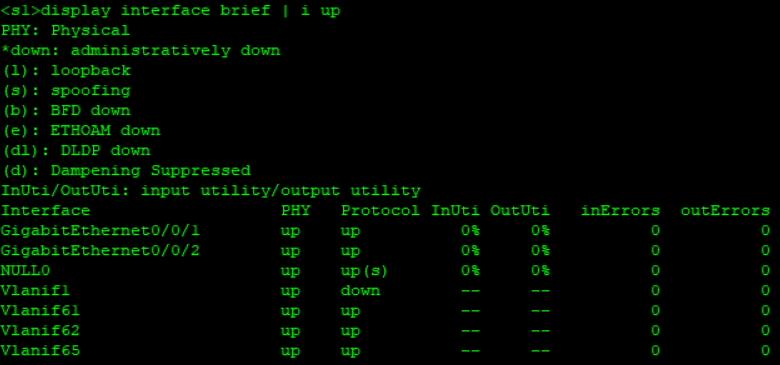 <s1>display interface brief | i up
PHY: Physical
*down: administratively down
(l): loopback
(s): spoofing
(b): BFD down
(e): ETHOAM down
(dl): DLDP down
(d): Dampening Suppressed
InUti/OutUti: input utility/output utility
Interface PHY Protocol InUti OutUti inErrors outErrors
GigabitEthernet0/0/1 up up 0% 0% 0 0
GigabitEthernet0/0/2 up up 0% 0% 0 0
NULL0 up up(s) 0% 0% 0 0
Vlanif1 up down -- -- 0 0
Vlanif61 up up -- -- 0 0
Vlanif62 up up -- -- 0 0
Vlanif65 up up -- -- 0 0